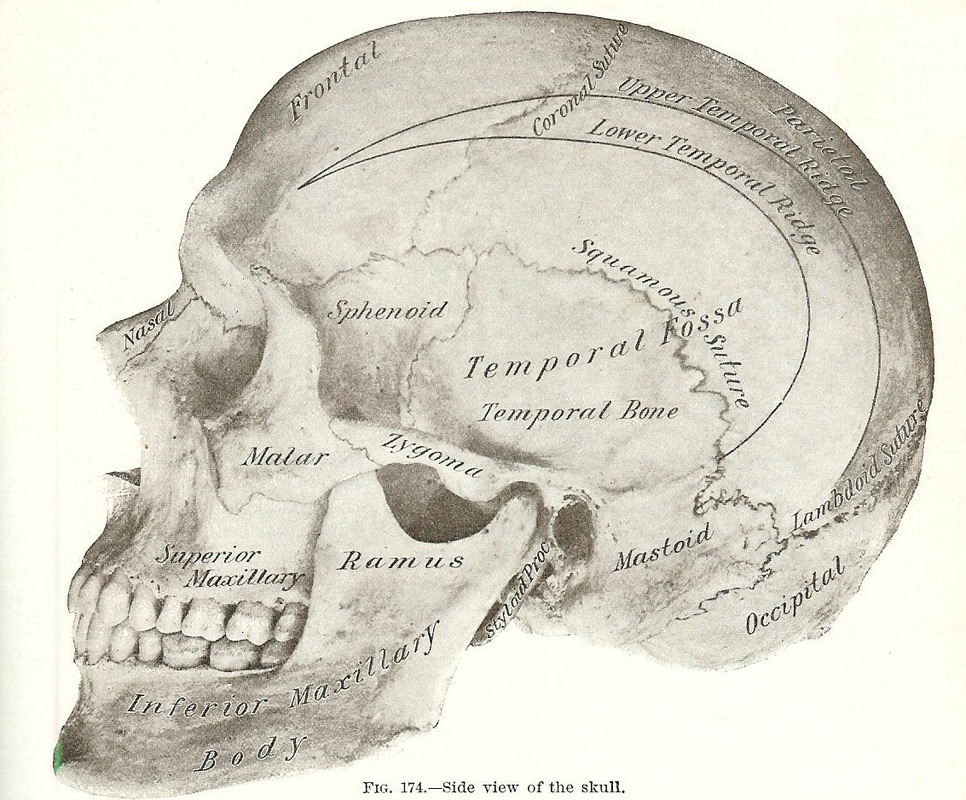 Frontal
Coronal Suture
Parietal
Upper Temporal Ridge
Lower Temporal Ridge
Squamous Suture
Nasal
Sphenoid
Temporal Fossa
Temporal Bone
Malar
Zygoma
Lambdoid Suture
Superior
Maxillary
Ramus
Styloid Proc
Mastoid
Occipital
Inferior Maxillary
Body
FIG. 174.—Side view of the skull.